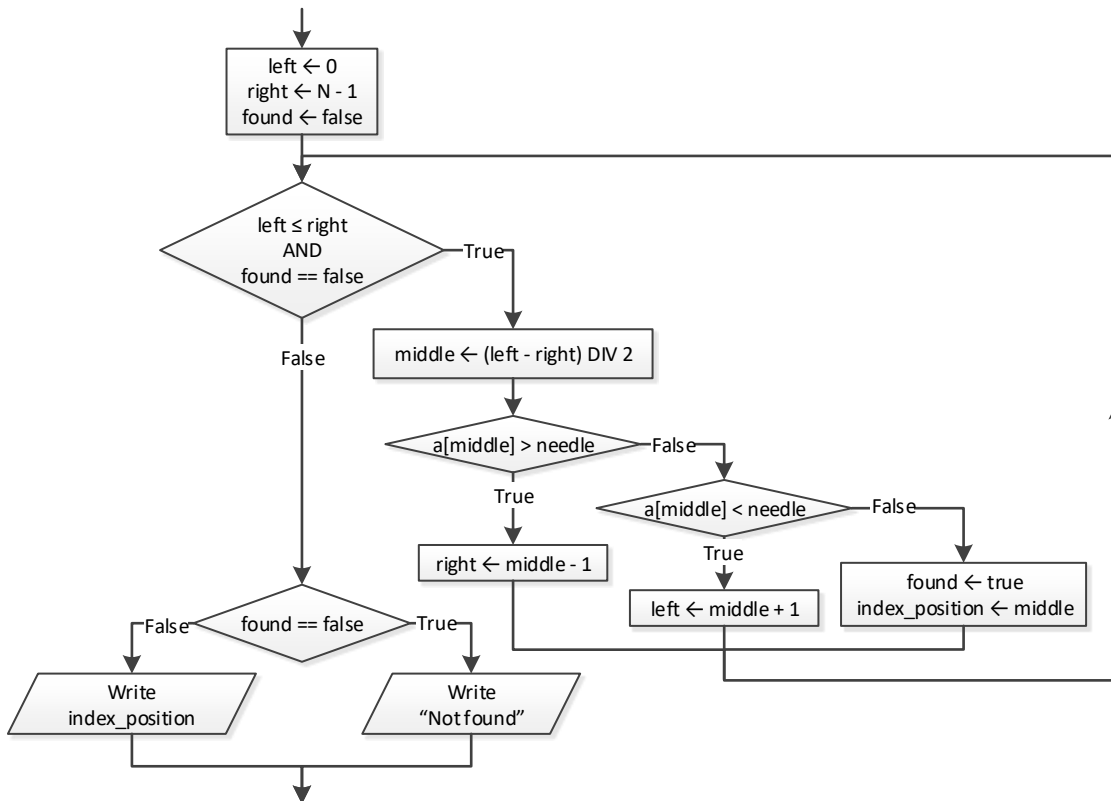 left ← 0
right ← N - 1
found ← false
left ≤ right
AND
found == false
True
False
middle ← (left - right) DIV 2
a[middle] > needle
False
True
a[middle] < needle
False
True
right ← middle - 1
left ← middle + 1
found ← true
index_position ← middle
found == false
False
True
Write
index_position
Write
“Not found”